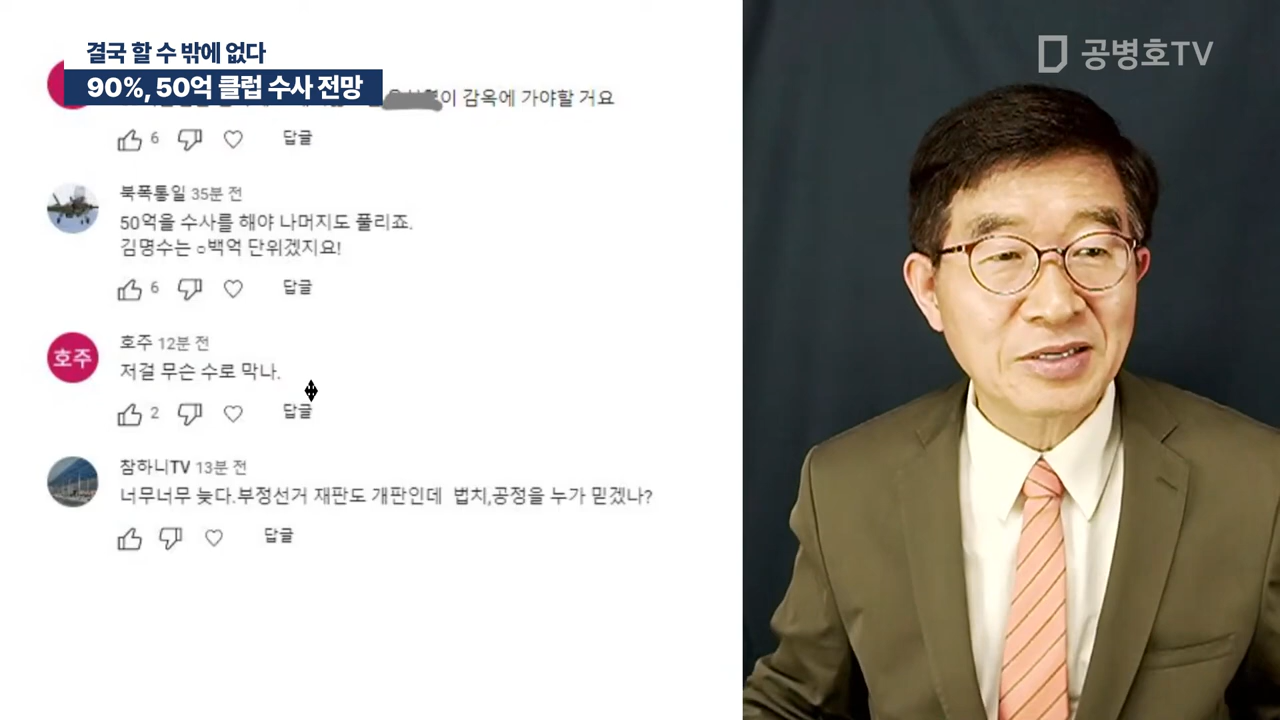 결국 할 수 밖에 없다
90%, 50억 클럽 수사 전망
공병호TV
이 감옥에 가야할 거요
6 답글
북폭통일 35분 전
50억을 수사를 해야 나머지도 풀리죠.
김명수는 ㅇ백억 단위겠지요!
6 답글
호주
호주 12분 전
저걸 무슨 수로 막나.
2 답글
참하니TV 13분 전
너무너무 늦다.부정선거 재판도 개판인데 법치,공정을 누가 믿겠나?
답글